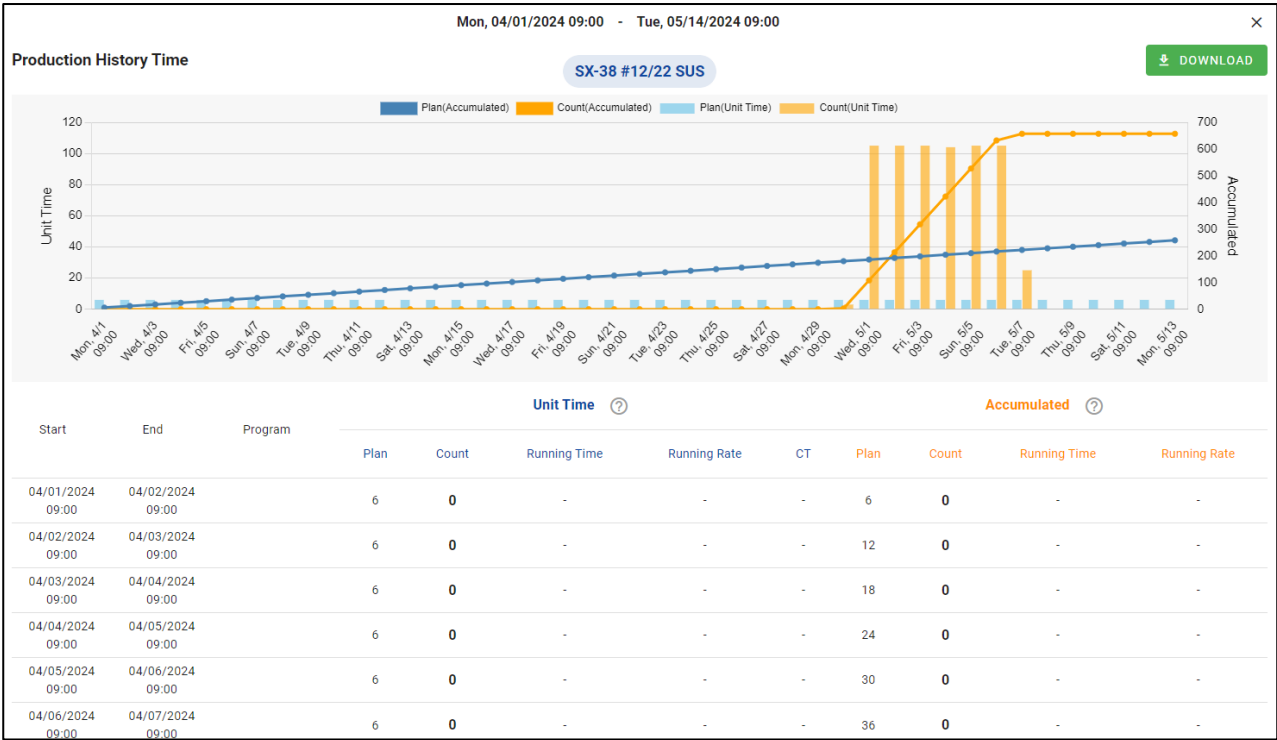 Mon, 04/01/2024 09:00 - Tue, 05/14/2024 09:00
Production History Time
SX-38 #12/22 SUS
DOWNLOAD
Plan(Accumulated) Count(Accumulated) Plan(Unit Time) Count(Unit Time)
120
100
80
60
40
20
0
Unit Time
700
600
500
400
300
200
100
0
Accumulated
Mon, 4/1 09:00
Wed, 4/3 09:00
Fri, 4/5 09:00
Sun, 4/7 09:00
Tue, 4/9 09:00
Thu, 4/11 09:00
Sat, 4/13 09:00
Mon, 4/15 09:00
Wed, 4/17 09:00
Fri, 4/19 09:00
Sun, 4/21 09:00
Tue, 4/23 09:00
Thu, 4/25 09:00
Sat, 4/27 09:00
Mon, 4/29 09:00
Wed, 5/1 09:00
Fri, 5/3 09:00
Sun, 5/5 09:00
Tue, 5/7 09:00
Thu, 5/9 09:00
Sat, 5/11 09:00
Mon, 5/13 09:00
Unit Time ? Accumulated ?
Start End Program
Plan Count Running Time Running Rate CT Plan Count Running Time Running Rate
04/01/2024 04/02/2024
09:00 09:00
6 0 - - - 6 0 - -
04/02/2024 04/03/2024
09:00 09:00
6 0 - - - 12 0 - -
04/03/2024 04/04/2024
09:00 09:00
6 0 - - - 18 0 - -
04/04/2024 04/05/2024
09:00 09:00
6 0 - - - 24 0 - -
04/05/2024 04/06/2024
09:00 09:00
6 0 - - - 30 0 - -
04/06/2024 04/07/2024
09:00 09:00
6 0 - - - 36 0 - -